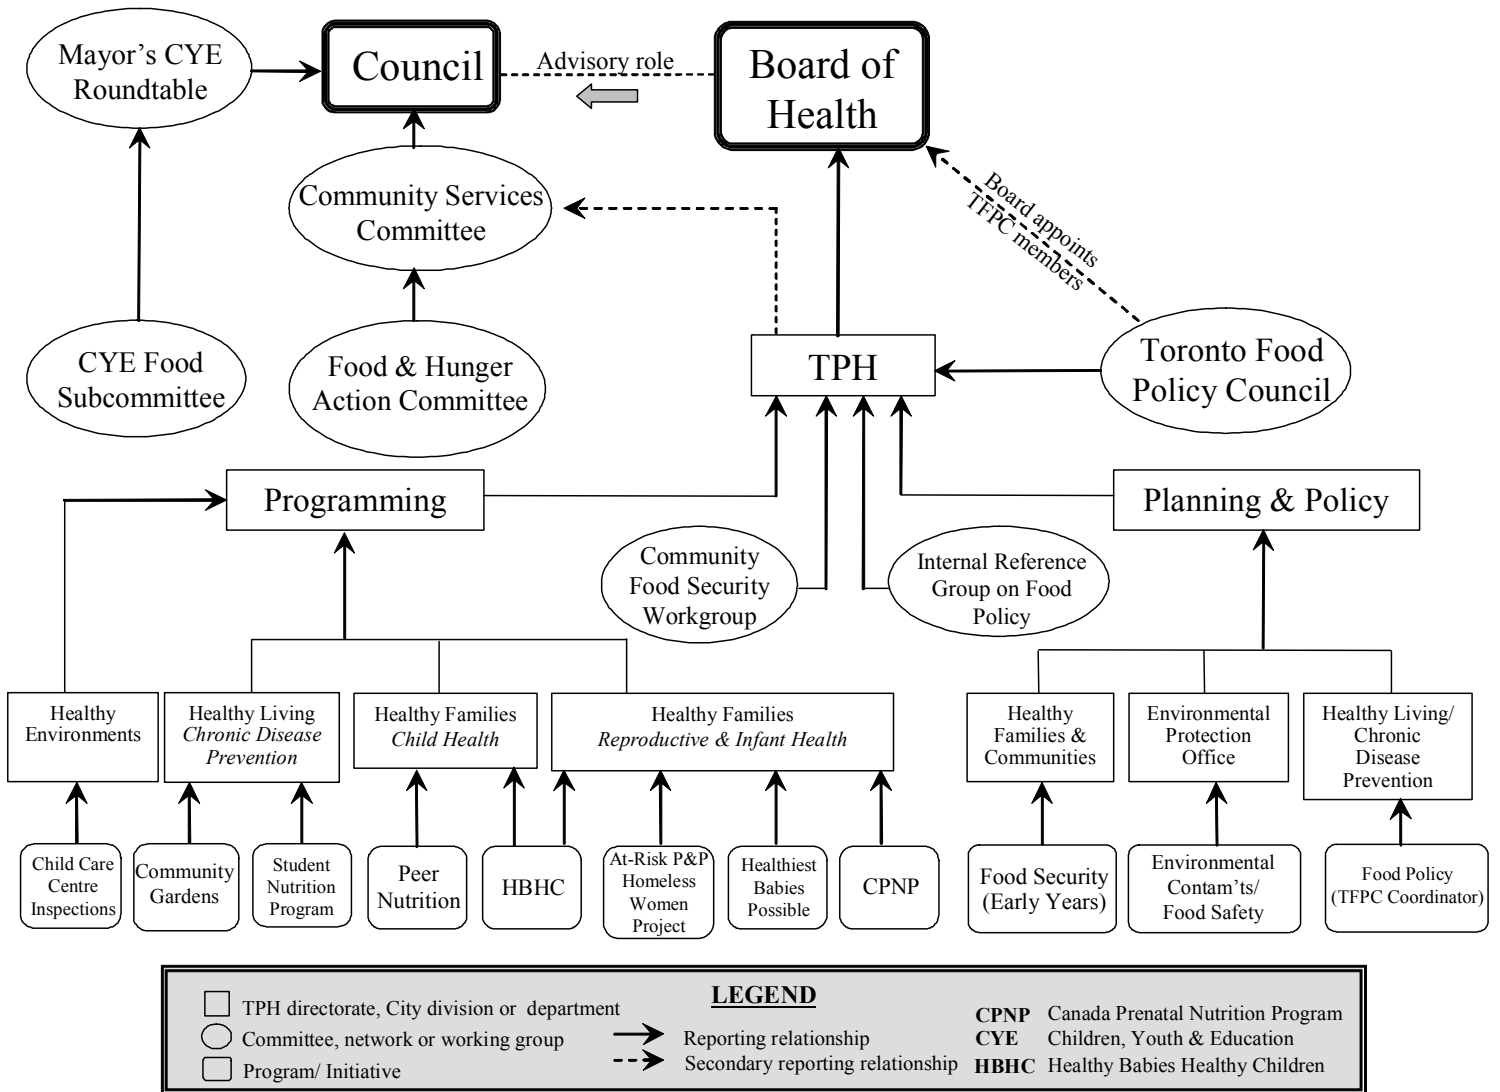 Mayor's CYE
Roundtable
Council
Advisory role
Board of
Health
Community Services
Committee
Board appoints
TFPC members
CYE Food
Subcommittee
Food & Hunger
Action Committee
TPH
Toronto Food
Policy Council
Programming
Planning & Policy
Community
Food Security
Workgroup
Internal Reference
Group on Food
Policy
Healthy
Environments
Healthy Living
Chronic Disease
Prevention
Healthy Families
Child Health
Healthy Families
Reproductive & Infant Health
Healthy
Families &
Communities
Environmental
Protection
Office
Healthy Living/
Chronic
Disease
Prevention
Child Care
Centre
Inspections
Community
Gardens
Student
Nutrition
Program
Peer
Nutrition
HBHC
At-Risk P&P
Homeless
Women
Project
Healthiest
Babies
Possible
CPNP
Food Security
(Early Years)
Environmental
Contam'ts/
Food Safety
Food Policy
(TFPC Coordinator)
LEGEND
TPH directorate, City division or department
Committee, network or working group
Program/ Initiative
Reporting relationship
Secondary reporting relationship
CPNP Canada Prenatal Nutrition Program
CYE Children, Youth & Education
HBHC Healthy Babies Healthy Children